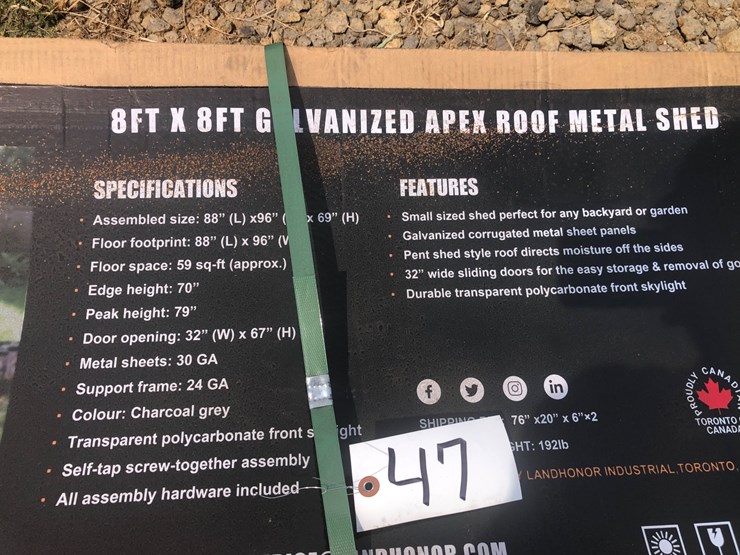 8FT X 8FT G LVANIZED APEX ROOF METAL SHED
SPECIFICATIONS
• Assembled size: 88” (L) x96” ( x 69” (H)
• Floor footprint: 88” (L) x 96” (W
• Floor space: 59 sq-ft (approx.)
• Edge height: 70”
• Peak height: 79”
• Door opening: 32” (W) x 67” (H)
• Metal sheets: 30 GA
• Support frame: 24 GA
• Colour: Charcoal grey
• Transparent polycarbonate front s ight
• Self-tap screw-together assembly
• All assembly hardware included
FEATURES
• Small sized shed perfect for any backyard or garden
• Galvanized corrugated metal sheet panels
• Pent shed style roof directs moisture off the sides
• 32” wide sliding doors for the easy storage & removal of go
• Durable transparent polycarbonate front skylight
f in
SHIPPING 76” x20” x 6”×2
GHT: 192lb
LANDHONOR INDUSTRIAL,TORONTO,
PROUDLY CANADIAN
TORONTO
CANADA
47
NDHONOR.COM